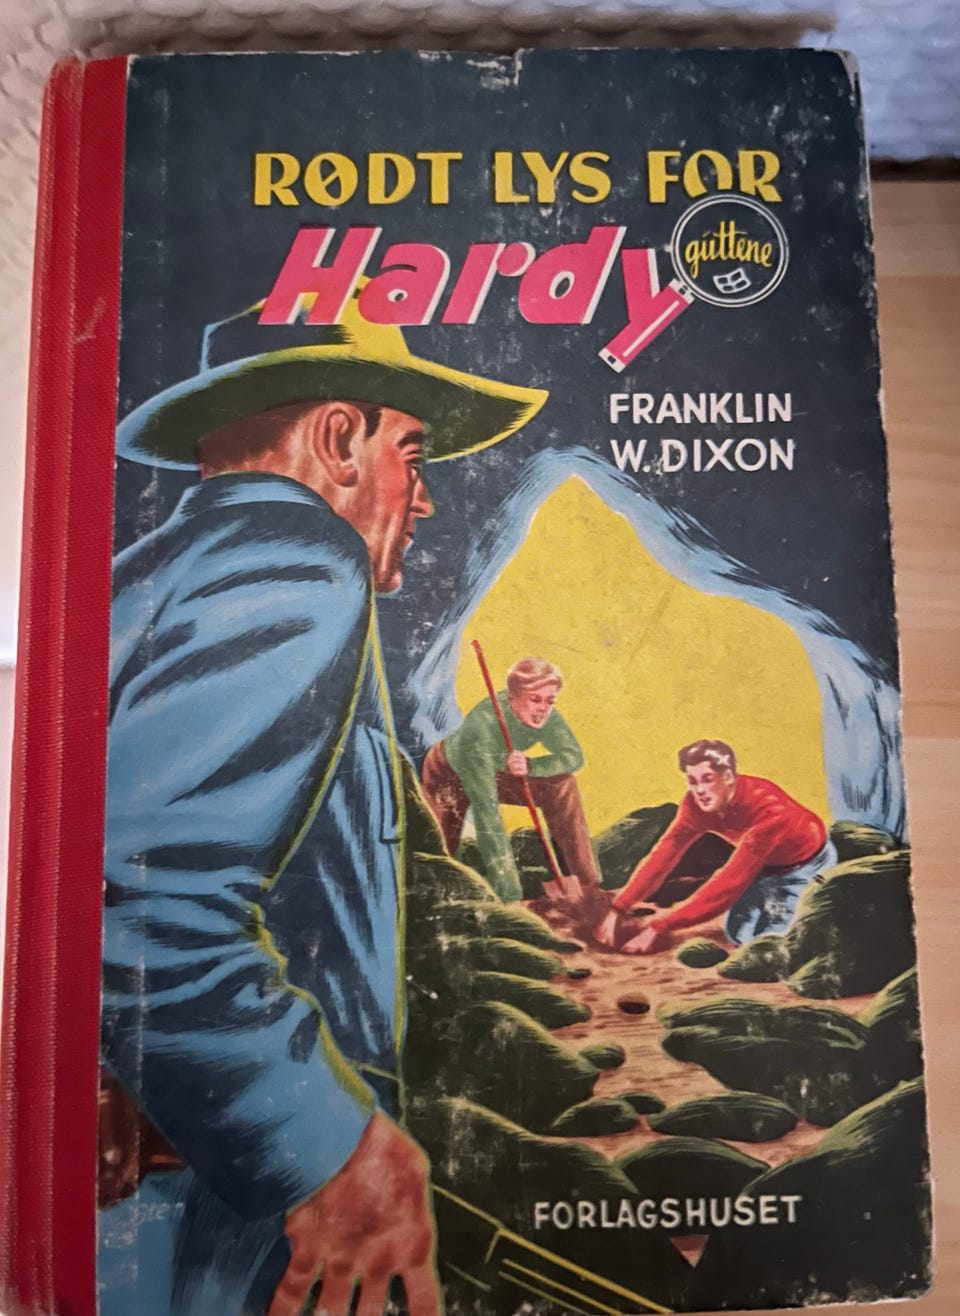 RØDT LYS FOR
Hardy
guttene
FRANKLIN
W. DIXON
FORLAGSHUSET